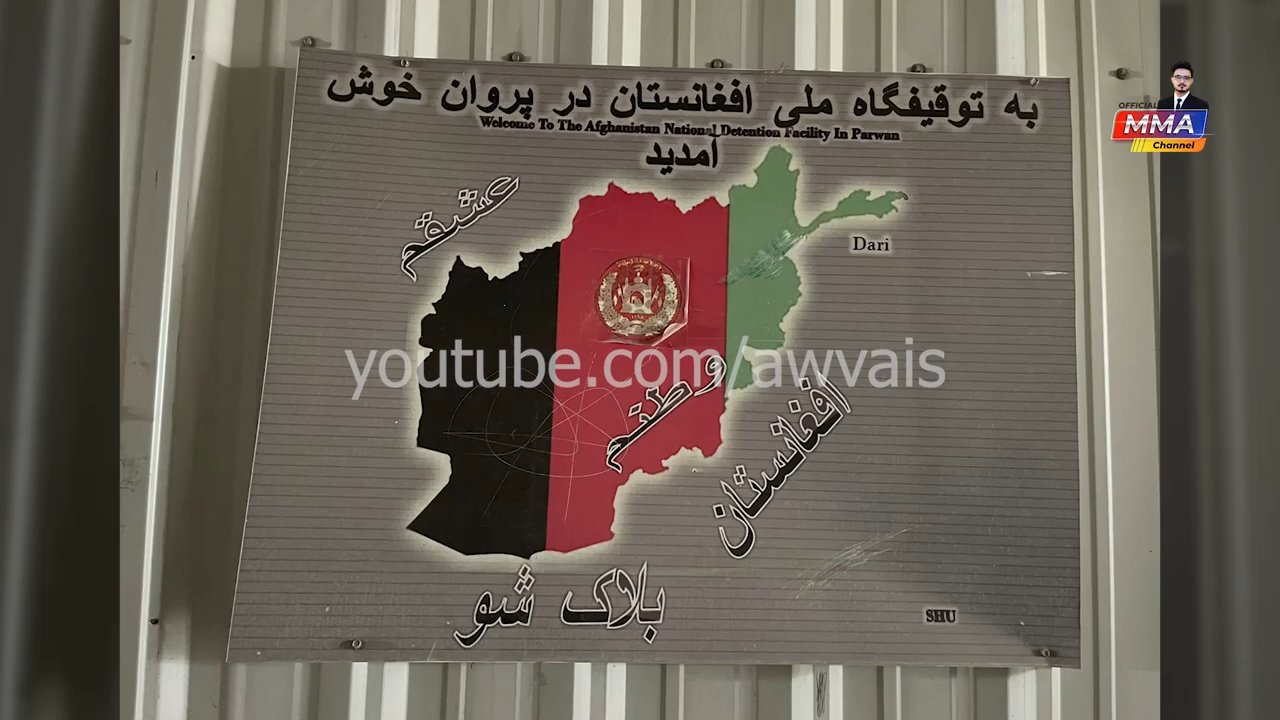 به توقیفگاه ملی افغانستان در پروان خوش
Welcome To The Afghanistan National Detention Facility In Parwan
آمدید
عشقم
Dari
وطنم
افغانستان
بلاک شو
SHU
youtube.com/awvais
OFFICIAL
MMA
Channel